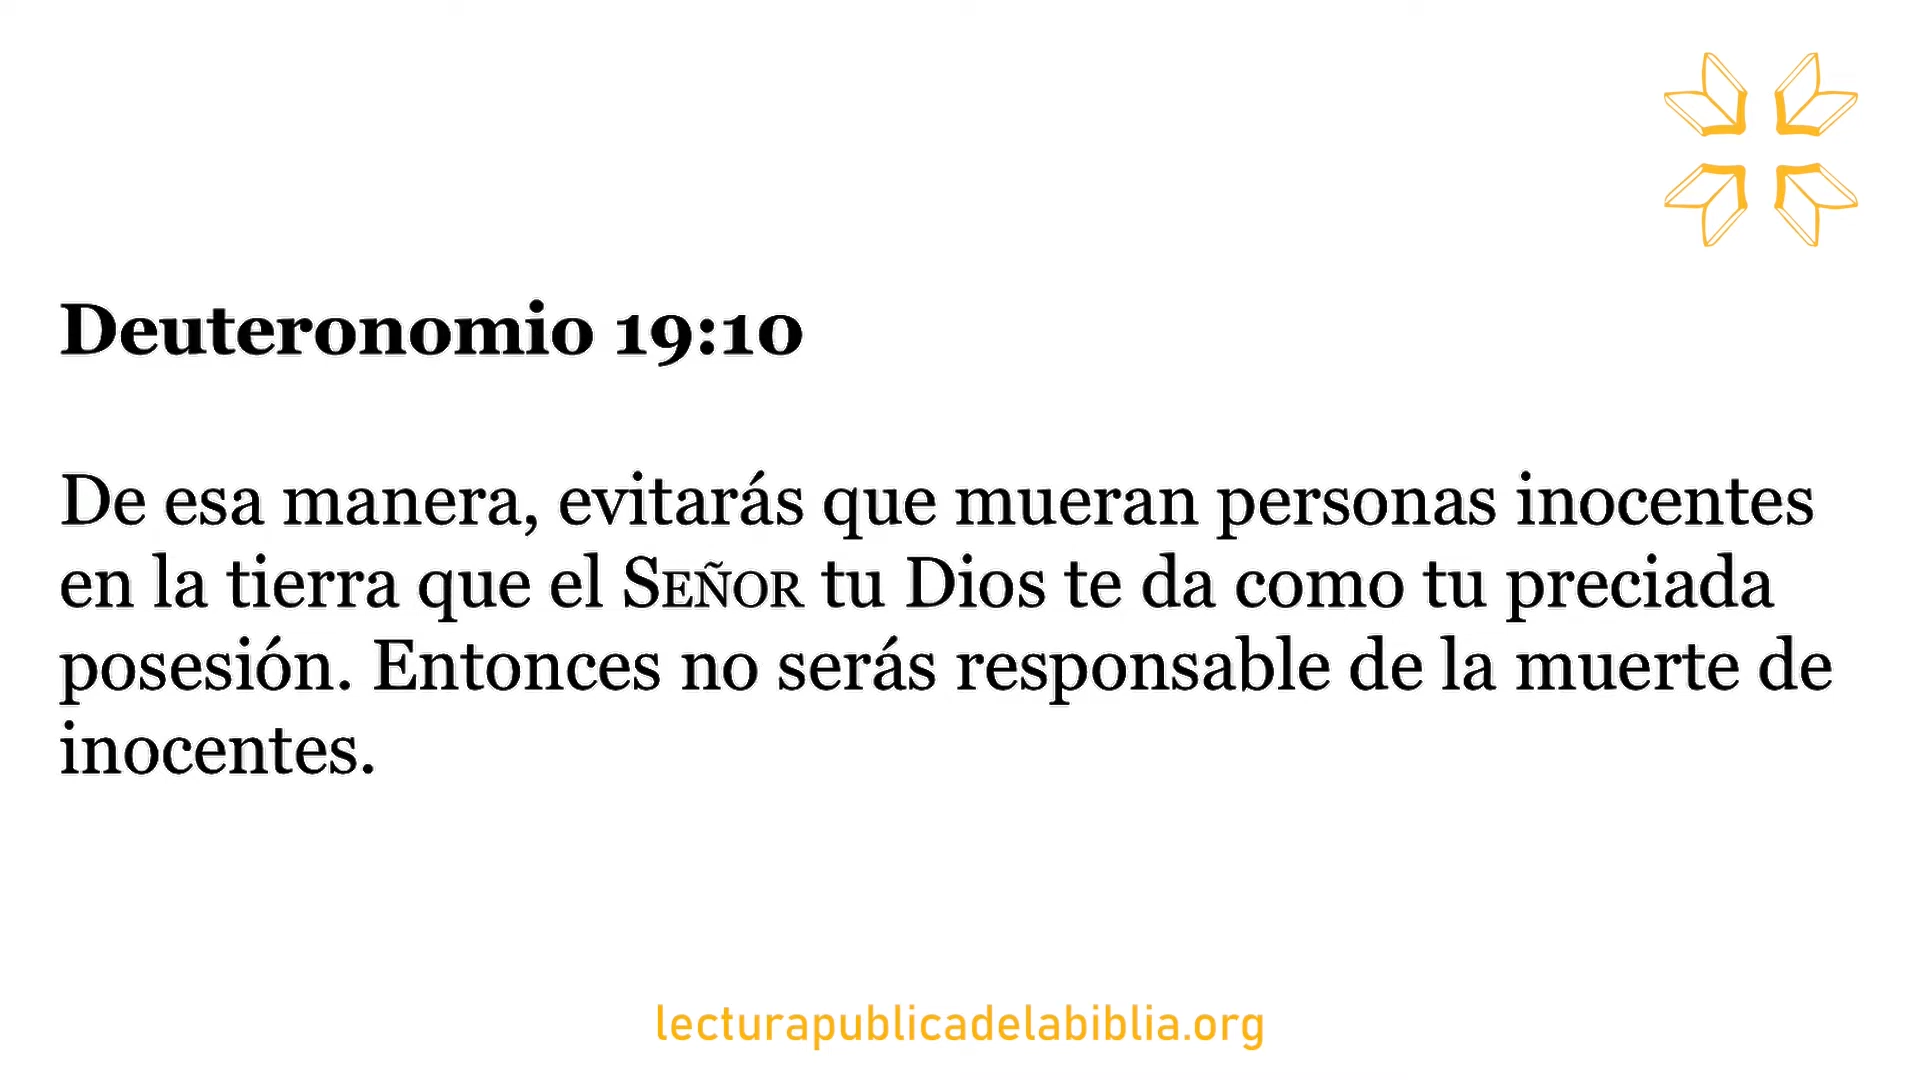 Deuteronomio 19:10
De esa manera, evitarás que mueran personas inocentes
en la tierra que el SEÑOR tu Dios te da como tu preciada
posesión. Entonces no serás responsable de la muerte de
inocentes.
lecturapublicadelabiblia.org